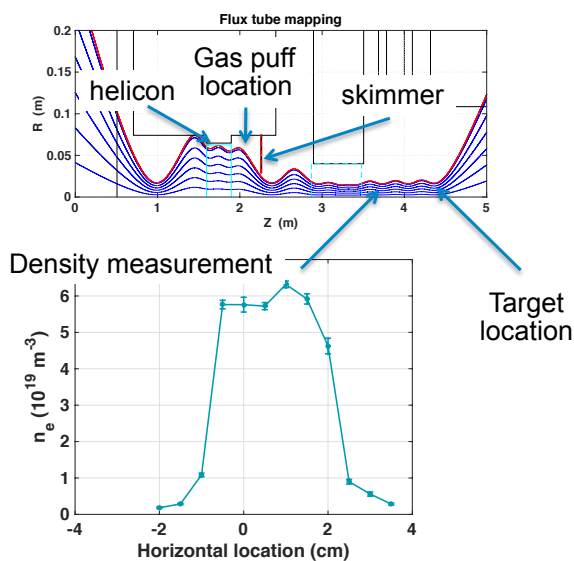 Flux tube mapping
0.2
0.15
0.1
0.05
0
R (m)
Gas puff
location
helicon
skimmer
0 1 2 3 4 5
Z (m)
Density measurement
Target
location
6
5
4
3
2
1
0
n_e (10^19 m^-3)
-4 -2 0 2 4
Horizontal location (cm)